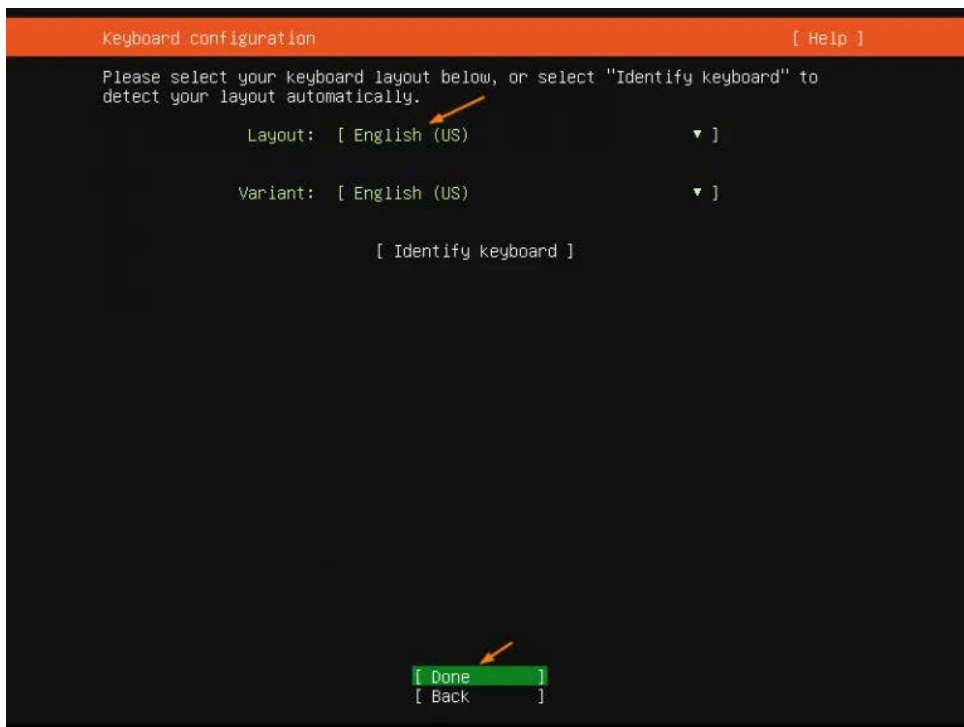 Keyboard configuration [ Help ]
Please select your keyboard layout below, or select "Identify keyboard" to
detect your layout automatically.
Layout: [ English (US) ▼ ]
Variant: [ English (US) ▼ ]
[ Identify keyboard ]
[ Done ]
[ Back ]